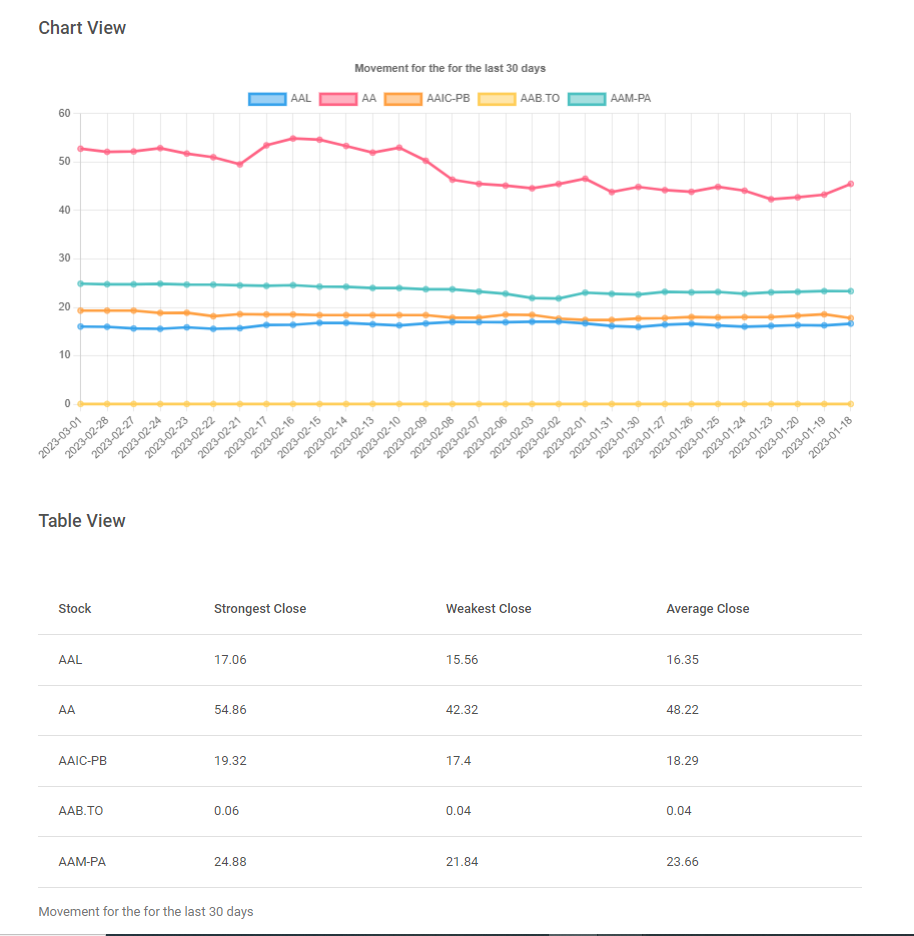 Chart View
Movement for the for the last 30 days
AAL AA AAIC-PB AAB.TO AAM-PA
60
50
40
30
20
10
0
2023-03-01 2023-02-28 2023-02-27 2023-02-24 2023-02-23 2023-02-22 2023-02-21 2023-02-17 2023-02-16 2023-02-15 2023-02-14 2023-02-13 2023-02-10 2023-02-09 2023-02-08 2023-02-07 2023-02-06 2023-02-03 2023-02-02 2023-02-01 2023-01-31 2023-01-30 2023-01-27 2023-01-26 2023-01-25 2023-01-24 2023-01-23 2023-01-20 2023-01-19 2023-01-18
Table View
Stock Strongest Close Weakest Close Average Close
AAL 17.06 15.56 16.35
AA 54.86 42.32 48.22
AAIC-PB 19.32 17.4 18.29
AAB.TO 0.06 0.04 0.04
AAM-PA 24.88 21.84 23.66
Movement for the for the last 30 days